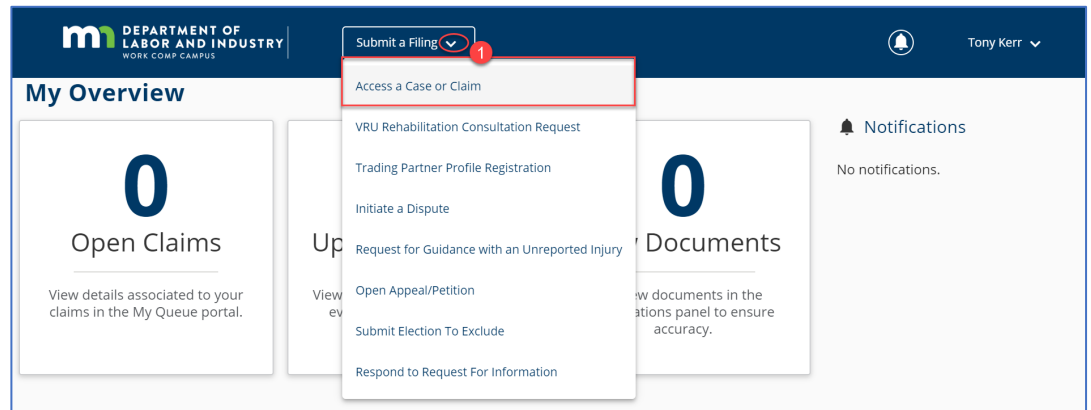 DEPARTMENT OF
LABOR AND INDUSTRY
WORK COMP CAMPUS
Submit a Filing
1
Tony Kerr
My Overview
Access a Case or Claim
VRU Rehabilitation Consultation Request
Trading Partner Profile Registration
Initiate a Dispute
Request for Guidance with an Unreported Injury
Open Appeal/Petition
Submit Election To Exclude
Respond to Request For Information
0
Open Claims
View details associated to your
claims in the My Queue portal.
Up
View
0
Documents
documents in the
panel to ensure
accuracy.
Notifications
No notifications.